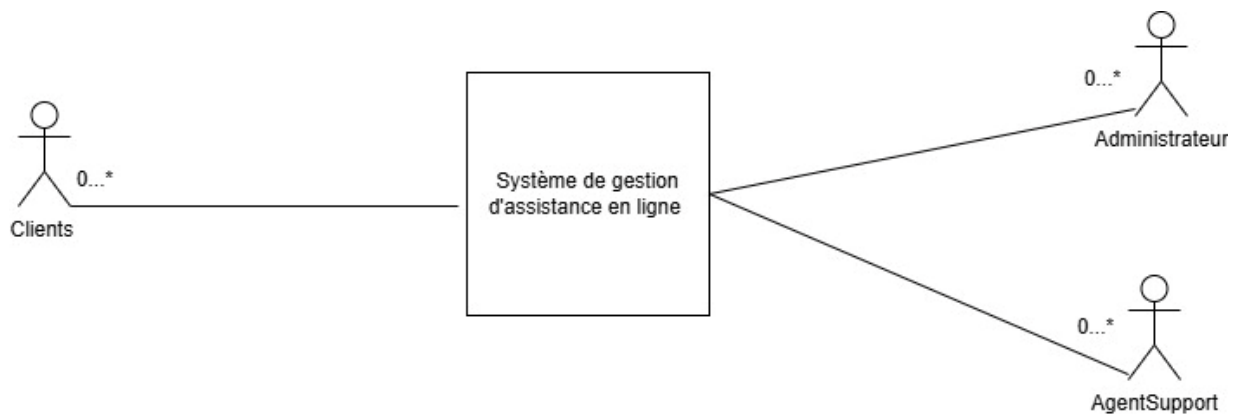 0...*
Clients
Système de gestion
d'assistance en ligne
0...*
Administrateur
0...*
AgentSupport